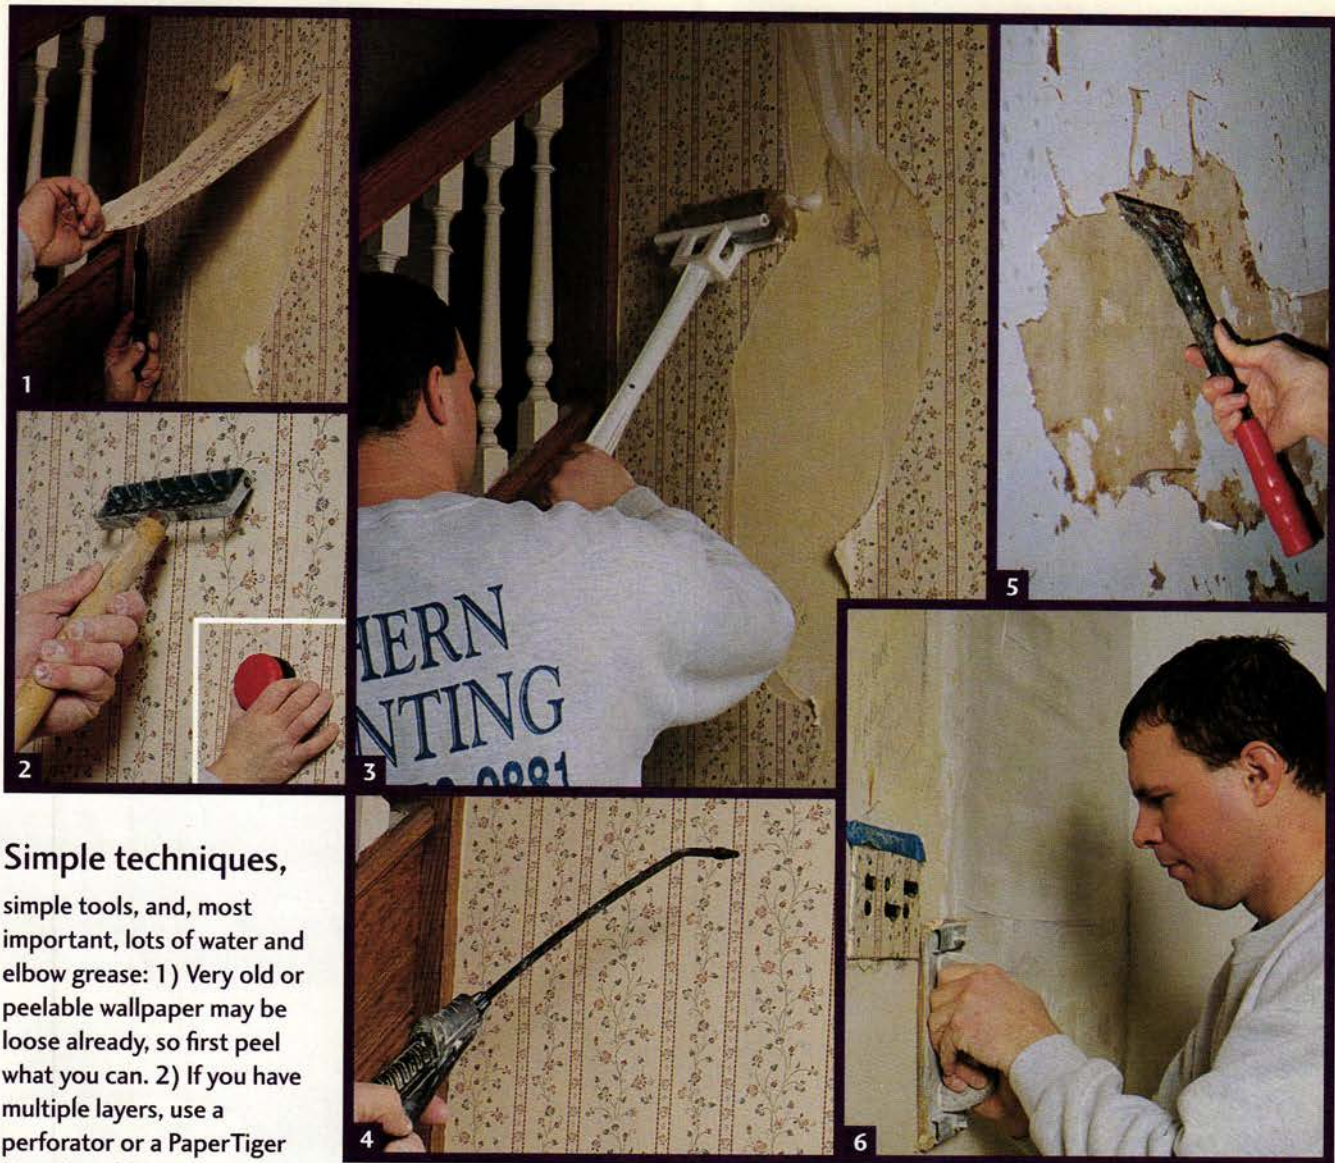 1
2
3
HERN
NTING
9881
4
5
6
Simple techniques,
simple tools, and, most
important, lots of water and
elbow grease: 1) Very old or
peelable wallpaper may be
loose already, so first peel
what you can. 2) If you have
multiple layers, use a
perforator or a PaperTiger